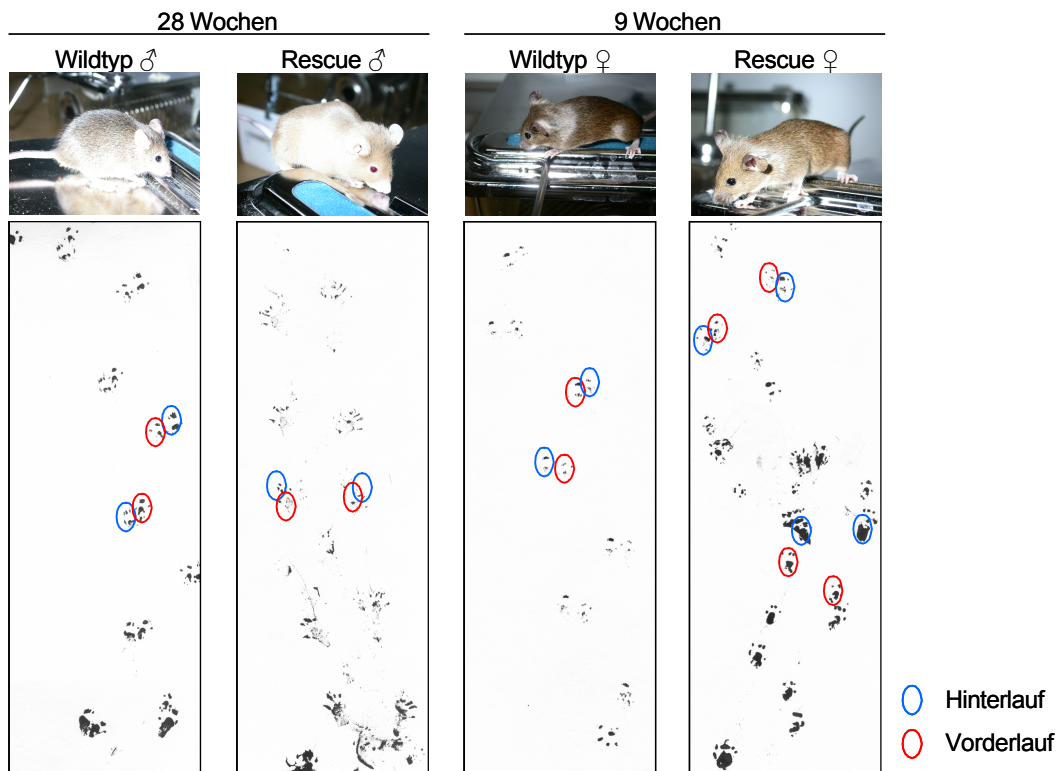 28 Wochen
9 Wochen
Wildtyp ♂
Rescue ♂
Wildtyp ♀
Rescue ♀
Hinterlauf
Vorderlauf